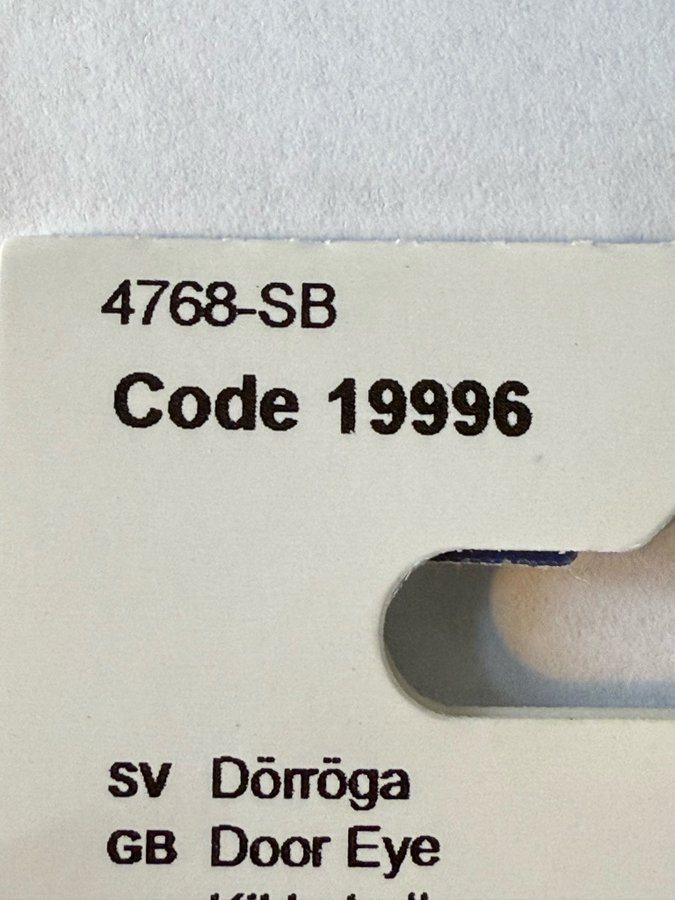 4768-SB
Code 19996
SV Dörröga
GB Door Eye